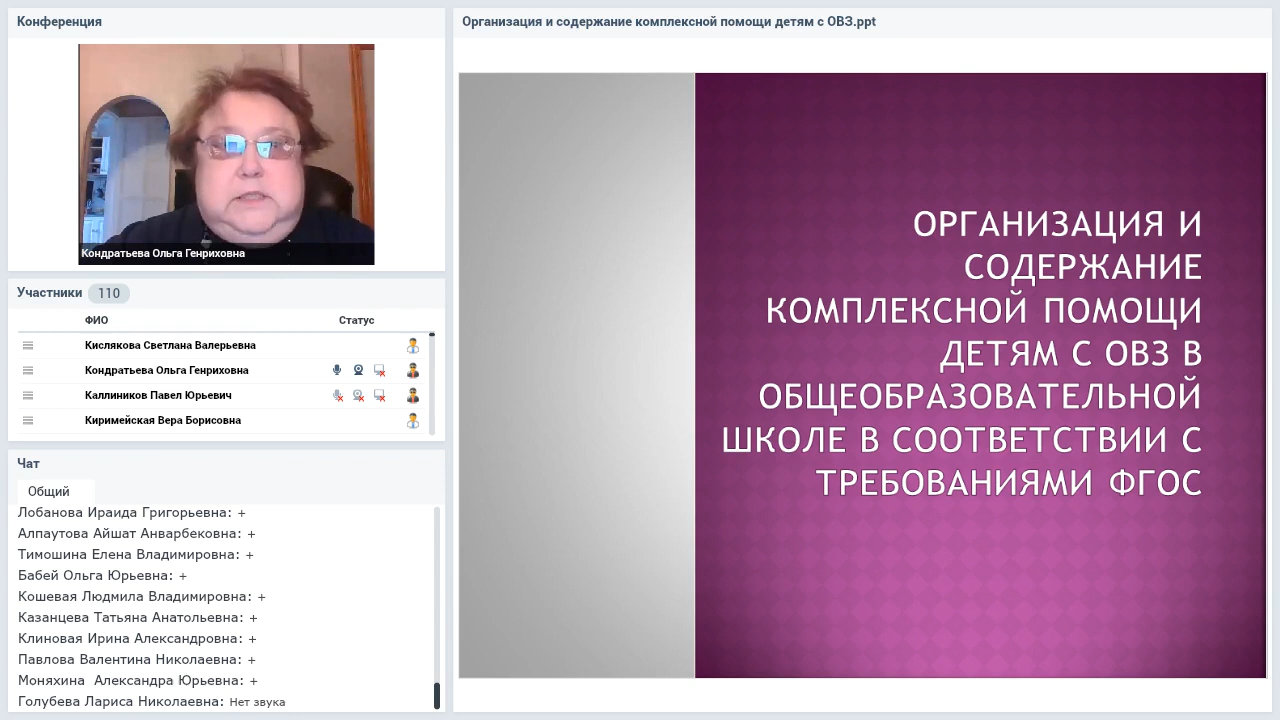 Конференция
Кондратьева Ольга Генриховна
Участники 110
ФИО Статус
Кислякова Светлана Валерьевна
Кондратьева Ольга Генриховна
Каллиников Павел Юрьевич
Киримейская Вера Борисовна
Чат
Общий
Лобанова Ираида Григорьевна: +
Алпаутова Айшат Анварбековна: +
Тимошина Елена Владимировна: +
Бабей Ольга Юрьевна: +
Кошевая Людмила Владимировна: +
Казанцева Татьяна Анатольевна: +
Клиновая Ирина Александровна: +
Павлова Валентина Николаевна: +
Моняхина Александра Юрьевна: +
Голубева Лариса Николаевна: Нет звука
Организация и содержание комплексной помощи детям с ОВЗ.ppt
ОРГАНИЗАЦИЯ И
СОДЕРЖАНИЕ
КОМПЛЕКСНОЙ ПОМОЩИ
ДЕТЯМ С ОВЗ В
ОБЩЕОБРАЗОВАТЕЛЬНОЙ
ШКОЛЕ В СООТВЕТСТВИИ С
ТРЕБОВАНИЯМИ ФГОС